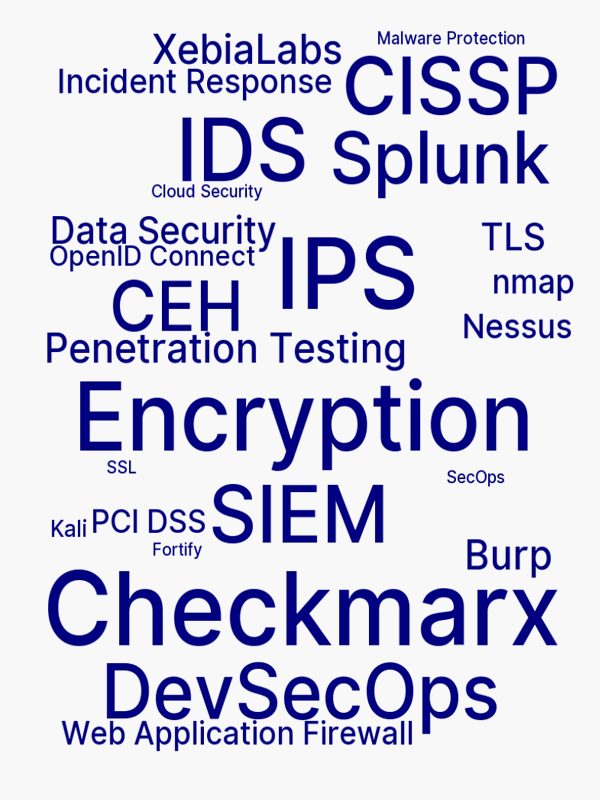 Malware Protection
XebiaLabs
Incident Response
CISSP
IDS
Splunk
Cloud Security
Data Security
TLS
OpenID Connect
IPS
nmap
CEH
Nessus
Penetration Testing
Encryption
SSL
SecOps
SIEM
Kali
PCI DSS
Fortify
Burp
Checkmarx
DevSecOps
Web Application Firewall